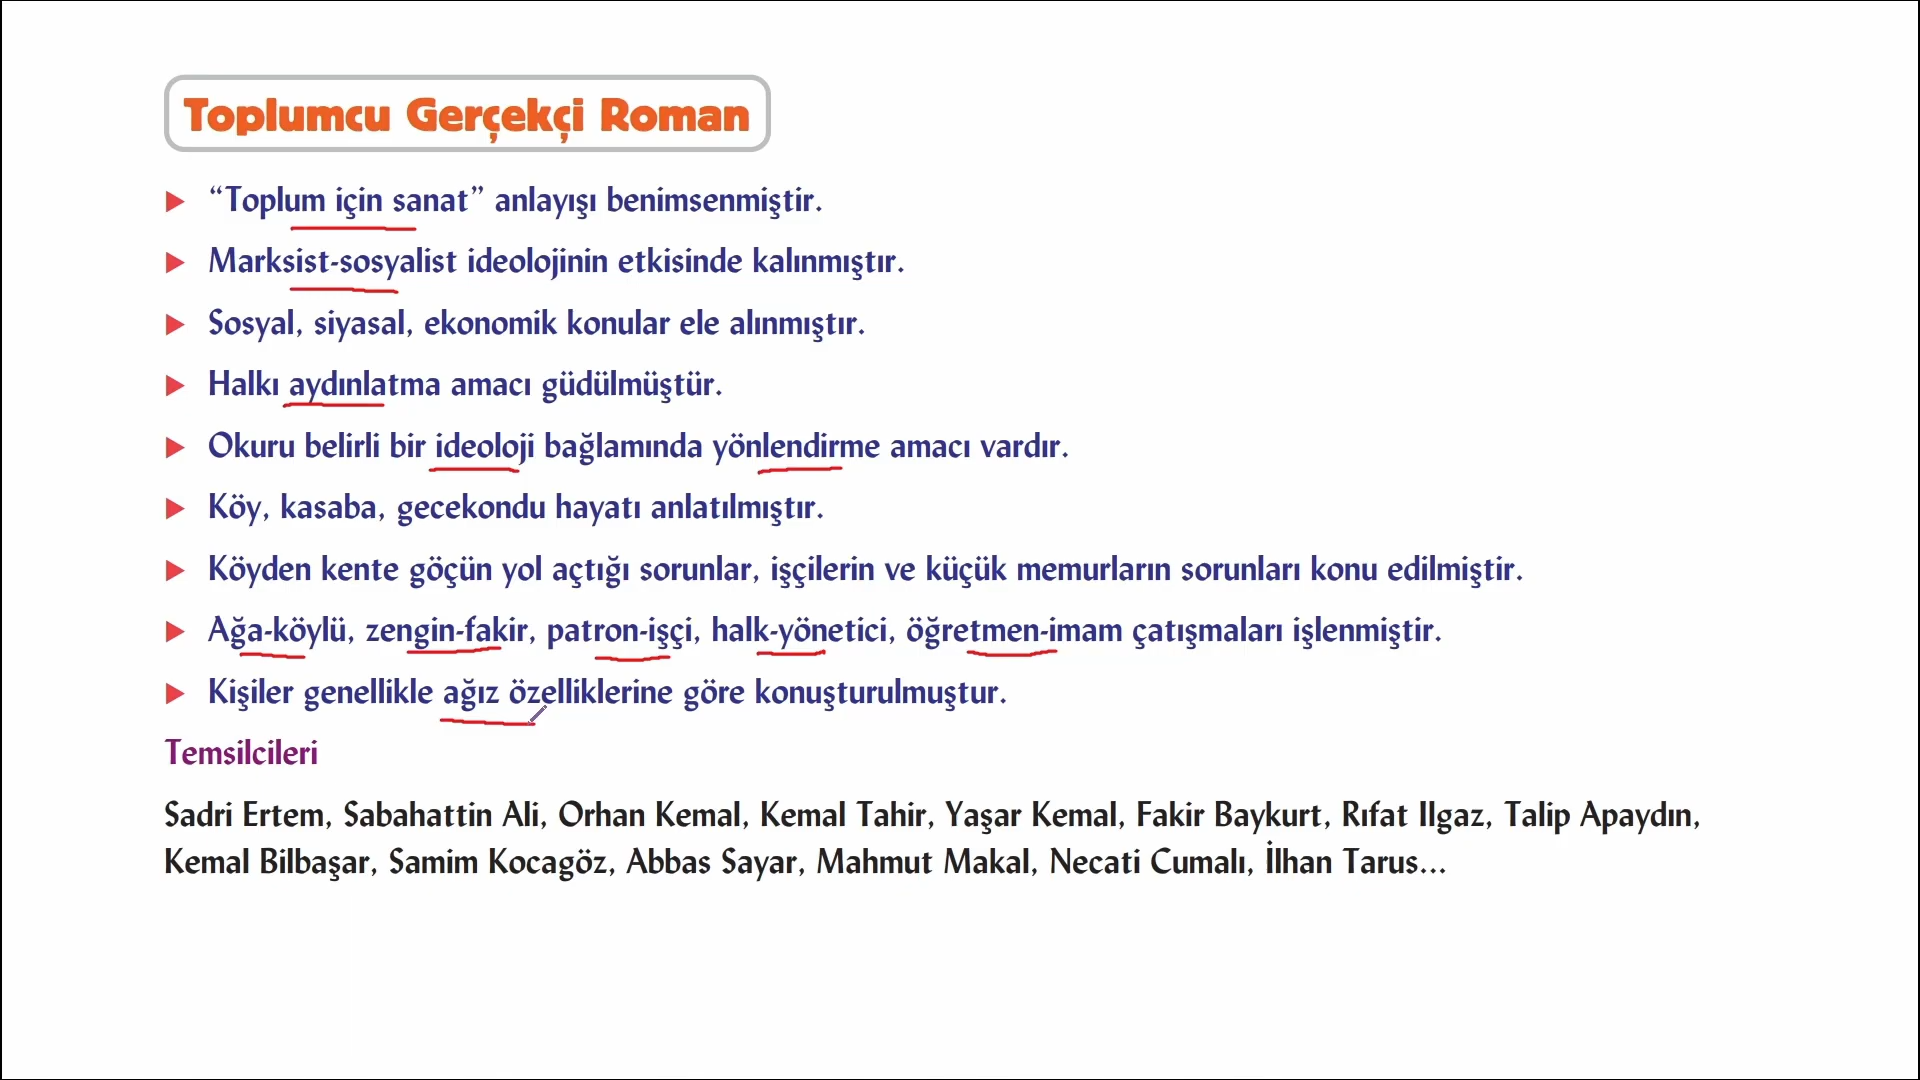 Toplumcu Gerçekçi Roman
“Toplum için sanat” anlayışı benimsenmiştir.
Marksist-sosyalist ideolojinin etkisinde kalınmıştır.
Sosyal, siyasal, ekonomik konular ele alınmıştır.
Halkı aydınlatma amacı güdülmüştür.
Okuru belirli bir ideoloji bağlamında yönlendirme amacı vardır.
Köy, kasaba, gecekondu hayatı anlatılmıştır.
Köyden kente göçün yol açtığı sorunlar, işçilerin ve küçük memurların sorunları konu edilmiştir.
Ağa-köylü, zengin-fakir, patron-işçi, halk-yönetici, öğretmen-imam çatışmaları işlenmiştir.
Kişiler genellikle ağız özelliklerine göre konuşturulmuştur.
Temsilcileri
Sadri Ertem, Sabahattin Ali, Orhan Kemal, Kemal Tahir, Yaşar Kemal, Fakir Baykurt, Rıfat Ilgaz, Talip Apaydın,
Kemal Bilbaşar, Samim Kocagöz, Abbas Sayar, Mahmut Makal, Necati Cumalı, İlhan Tarus...